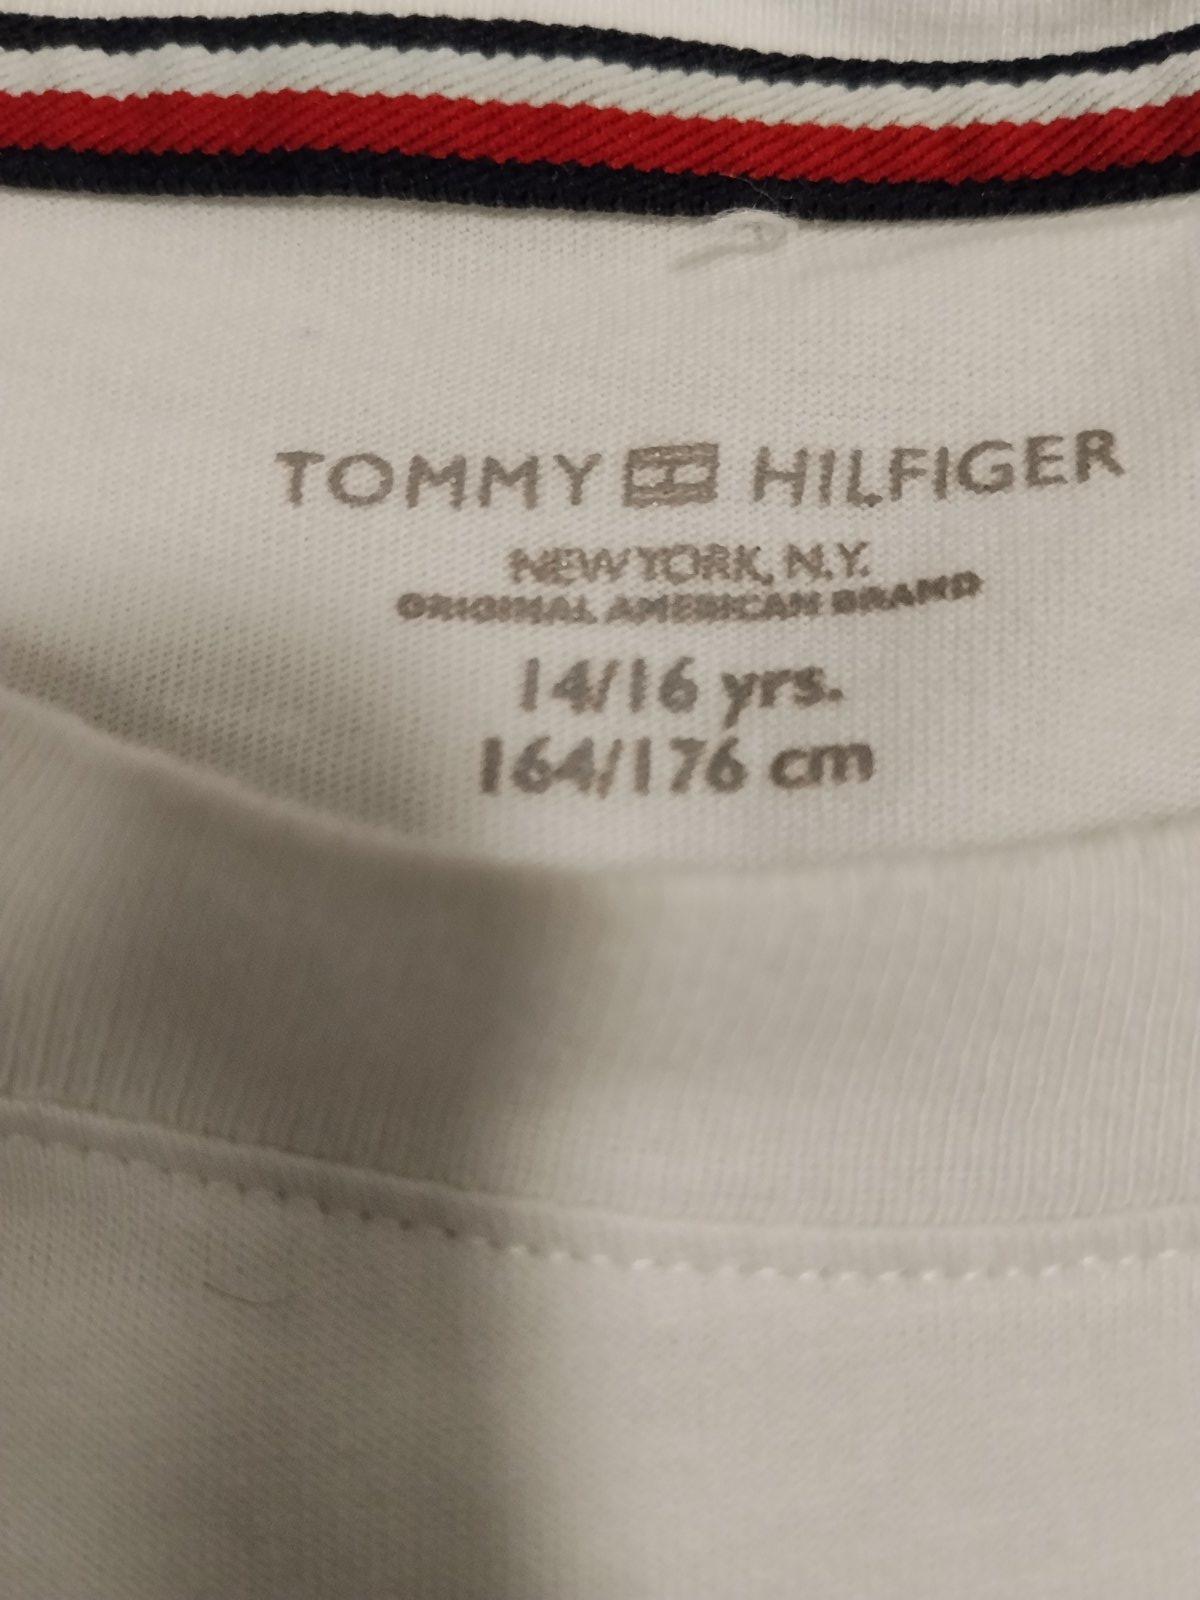 TOMMY HILFIGER
NEW YORK, N.Y.
ORIGINAL AMERICAN BRAND
14/16 yrs.
164/176 cm